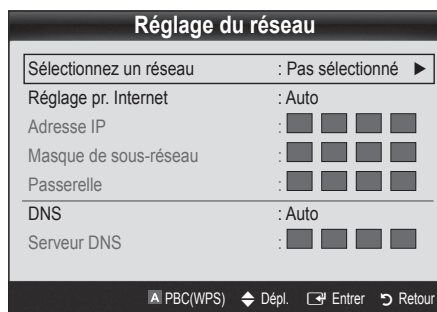 Réglage du réseau
Sélectionnez un réseau : Pas sélectionné ▶
Réglage pr. Internet : Auto
Adresse IP :
Masque de sous-réseau :
Passerelle :
DNS : Auto
Serveur DNS :
A PBC(WPS) Dépl. Entrer Retour